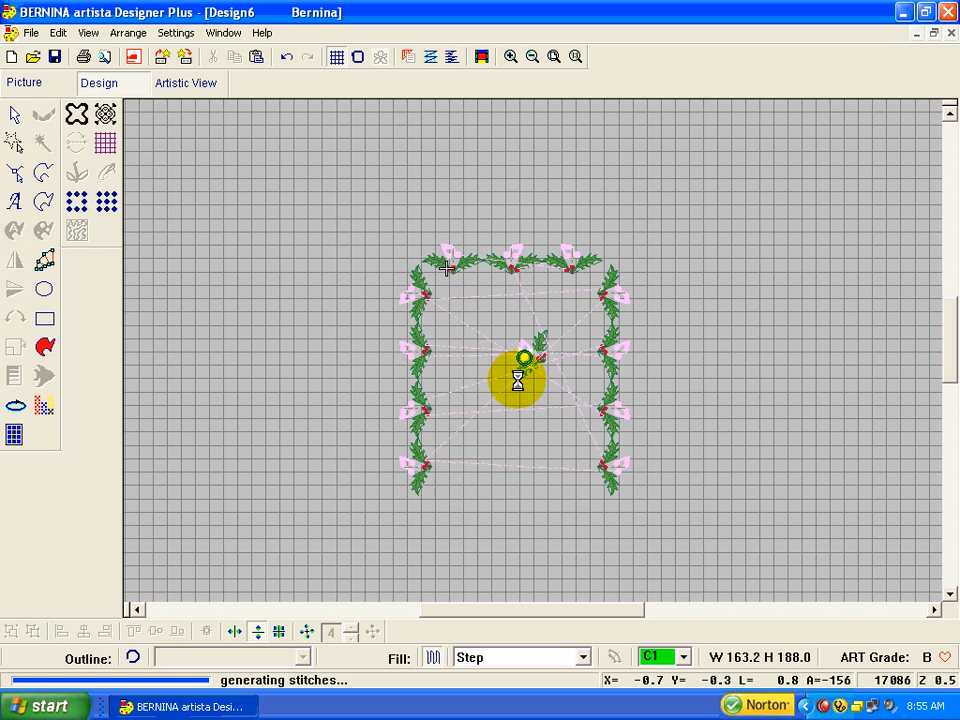 BERNINA artista Designer Plus - [Design6 Bernina]
File Edit View Arrange Settings Window Help
Picture Design Artistic View
A
Outline: Fill: Step C1 W 163.2 H 188.0 ART Grade: B
4
generating stitches... X= -0.7 Y= -0.3 L= 0.8 A=-156 17086 Z 0.5
start BERNINA artista Desi... Norton 8:55 AM